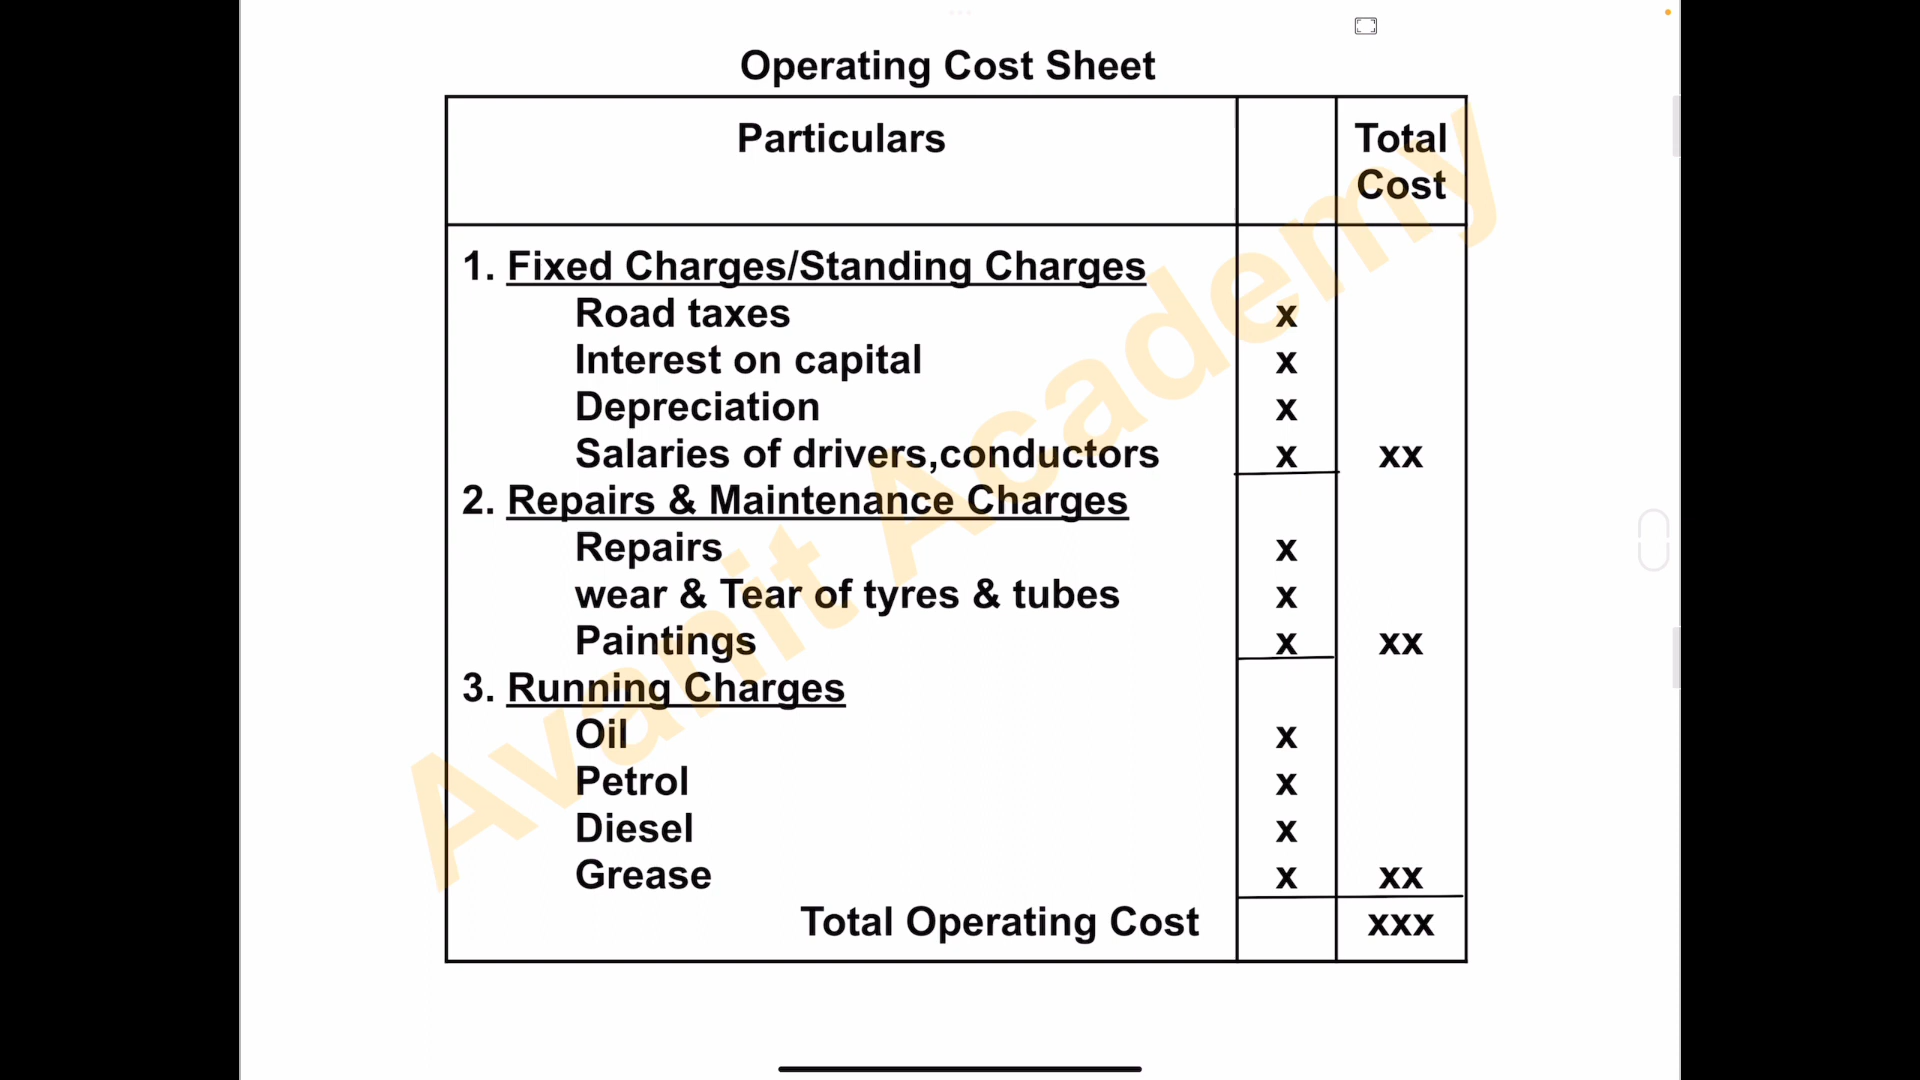 Operating Cost Sheet
Particulars
Total
Cost
1. Fixed Charges/Standing Charges
Road taxes x
Interest on capital x
Depreciation x
Salaries of drivers,conductors x xx
2. Repairs & Maintenance Charges
Repairs x
wear & Tear of tyres & tubes x
Paintings x xx
3. Running Charges
Oil x
Petrol x
Diesel x
Grease x xx
Total Operating Cost xxx
Avanit Academy